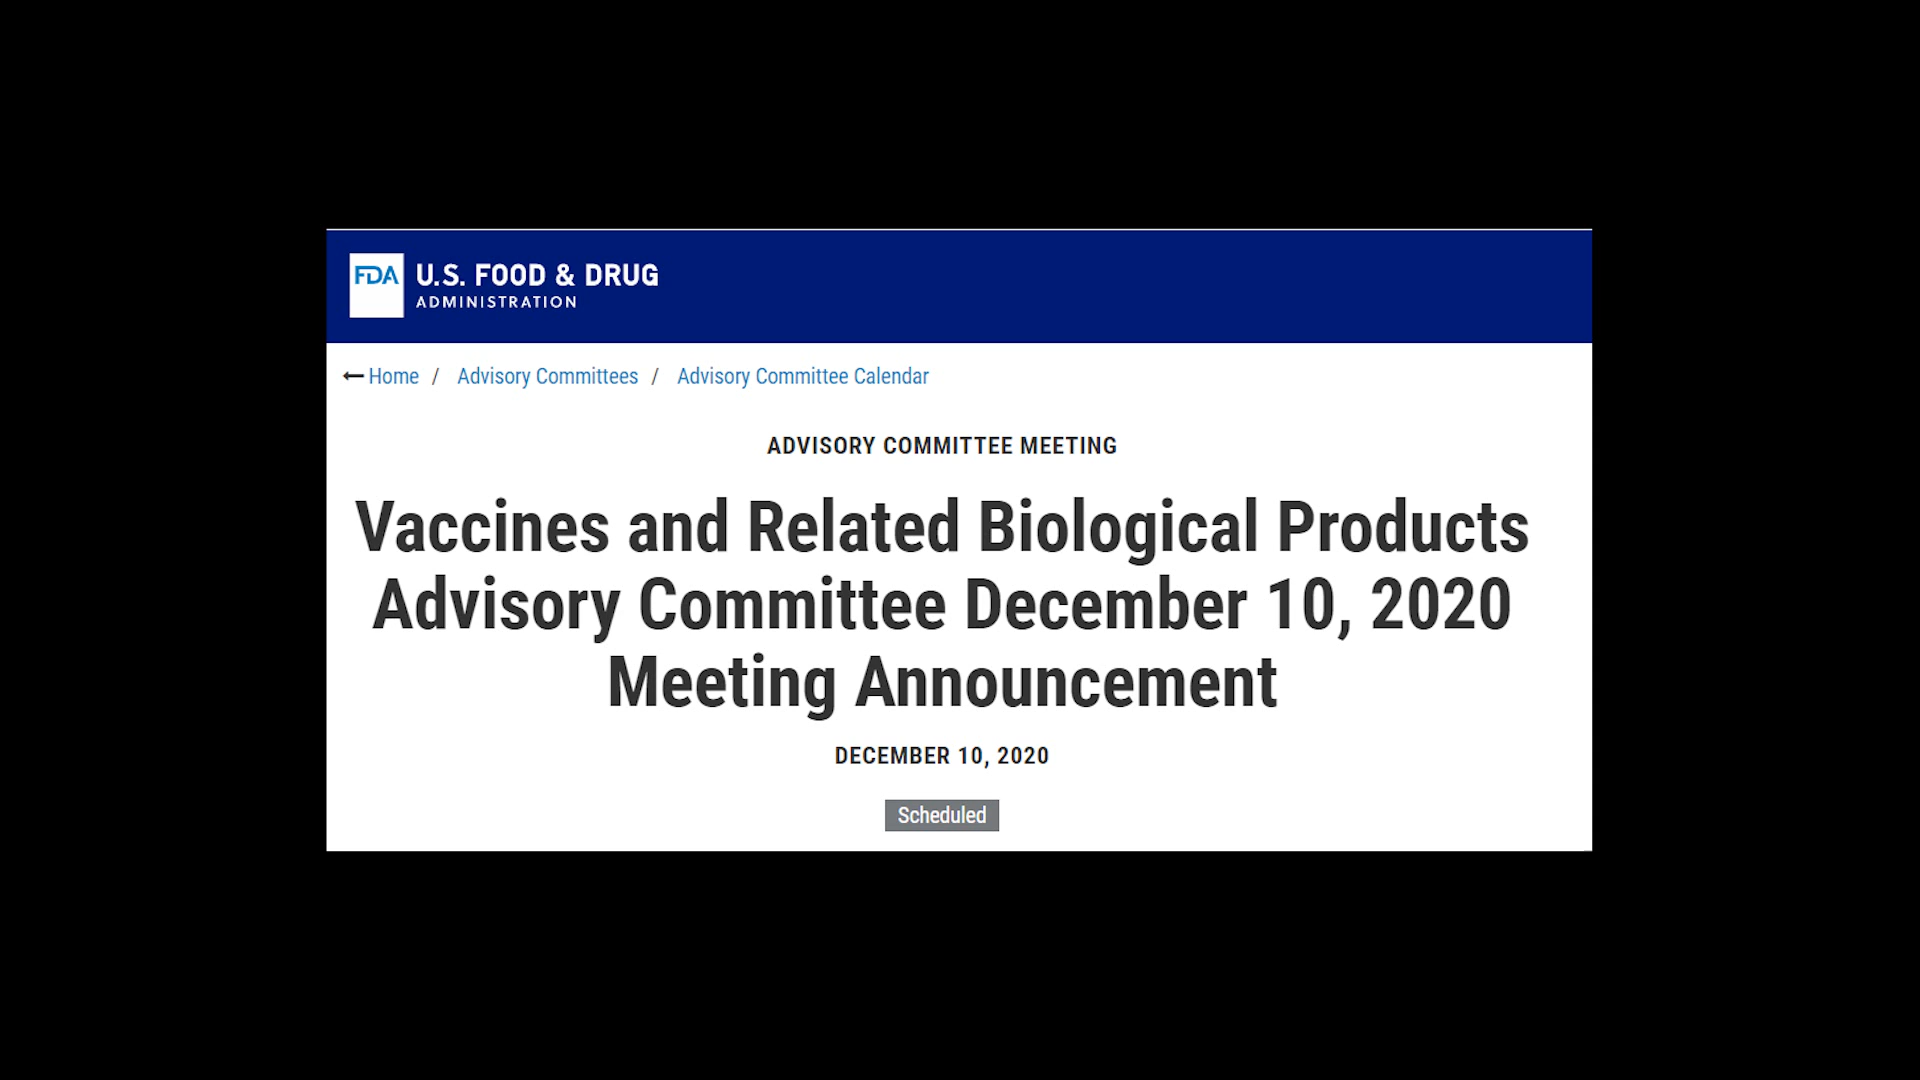 FDA U.S. FOOD & DRUG
ADMINISTRATION
Home / Advisory Committees / Advisory Committee Calendar
ADVISORY COMMITTEE MEETING
Vaccines and Related Biological Products
Advisory Committee December 10, 2020
Meeting Announcement
DECEMBER 10, 2020
Scheduled